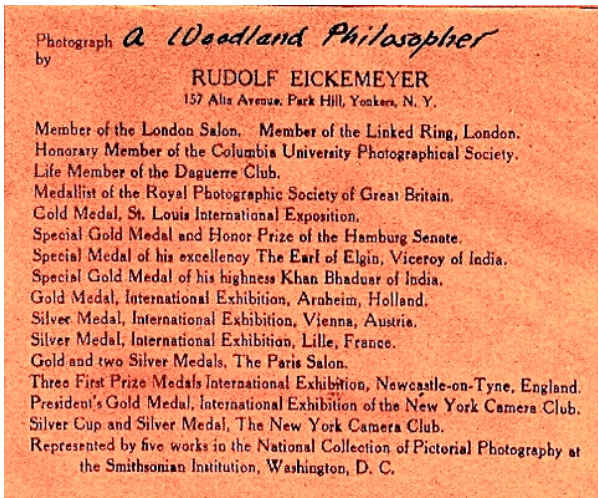 Photograph A Woodland Philosopher
by
RUDOLF EICKEMEYER
157 Alta Avenue, Park Hill, Yonkers, N. Y.
Member of the London Salon. Member of the Linked Ring, London.
Honorary Member of the Columbia University Photographical Society.
Life Member of the Daguerre Club.
Medallist of the Royal Photographic Society of Great Britain.
Gold Medal, St. Louis International Exposition.
Special Gold Medal and Honor Prize of the Hamburg Senate.
Special Medal of his excellency The Earl of Elgin, Viceroy of India.
Special Gold Medal of his highness Khan Bhaduar of India.
Gold Medal, International Exhibition, Arnheim, Holland.
Silver Medal, International Exhibition, Vienna, Austria.
Silver Medal, International Exhibition, Lille, France.
Gold and two Silver Medals, The Paris Salon.
Three First Prize Medals International Exhibition, Newcastle-on-Tyne, England.
President's Gold Medal, International Exhibition of the New York Camera Club.
Silver Cup and Silver Medal, The New York Camera Club.
Represented by five works in the National Collection of Pictorial Photography at
the Smithsonian Institution, Washington, D. C.